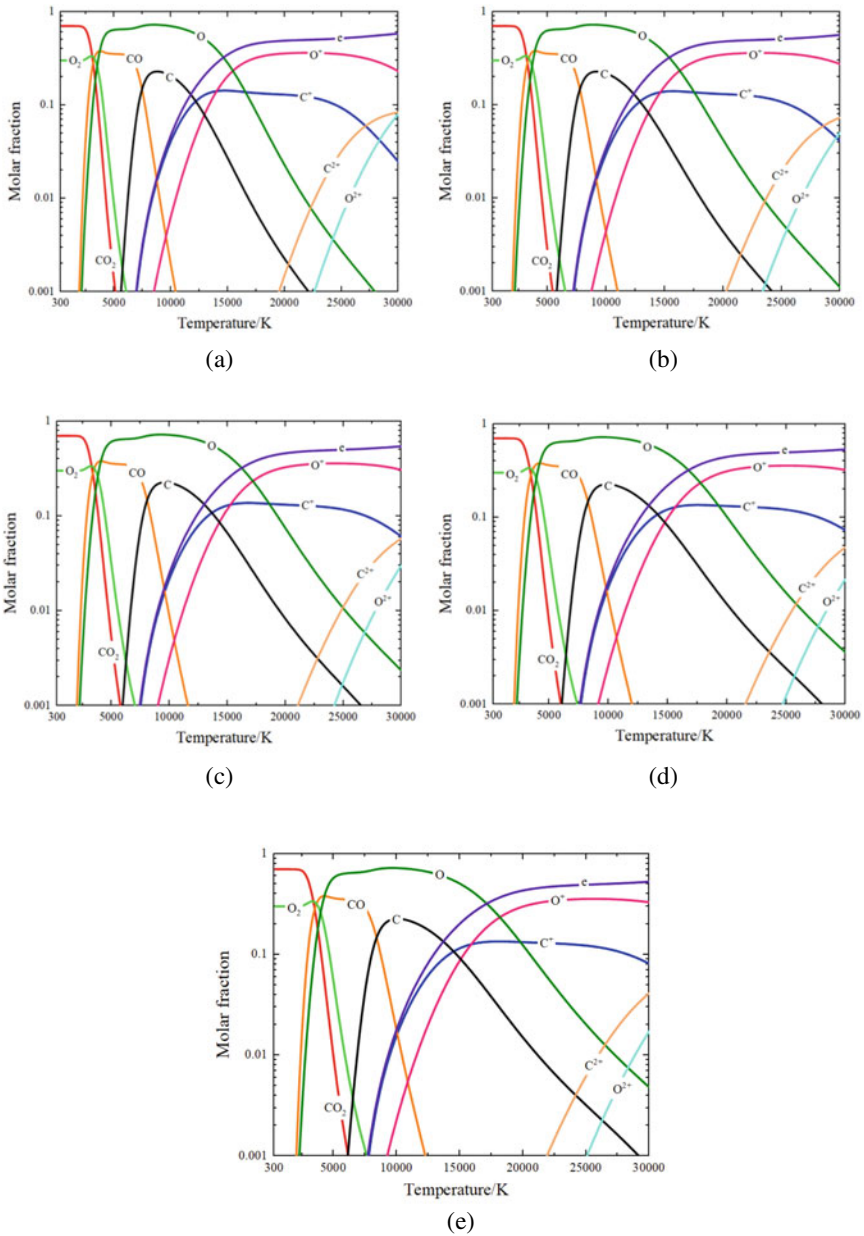 1
O₂
CO
O
e
O⁺
C
C⁺
0.1
Molar fraction
C²⁺
O²⁺
0.01
CO₂
0.001
300 5000 10000 15000 20000 25000 30000
Temperature/K
(a)
1
O₂
CO
O
e
O⁺
C
C⁺
0.1
Molar fraction
C²⁺
O²⁺
0.01
CO₂
0.001
300 5000 10000 15000 20000 25000 30000
Temperature/K
(b)
1
O₂
CO
O
e
O⁺
C
C⁺
0.1
Molar fraction
C²⁺
O²⁺
0.01
CO₂
0.001
300 5000 10000 15000 20000 25000 30000
Temperature/K
(c)
1
O₂
CO
O
e
O⁺
C
C⁺
0.1
Molar fraction
C²⁺
O²⁺
0.01
CO₂
0.001
300 5000 10000 15000 20000 25000 30000
Temperature/K
(d)
1
O₂
CO
O
e
O⁺
C
C⁺
0.1
Molar fraction
C²⁺
O²⁺
0.01
CO₂
0.001
300 5000 10000 15000 20000 25000 30000
Temperature/K
(e)